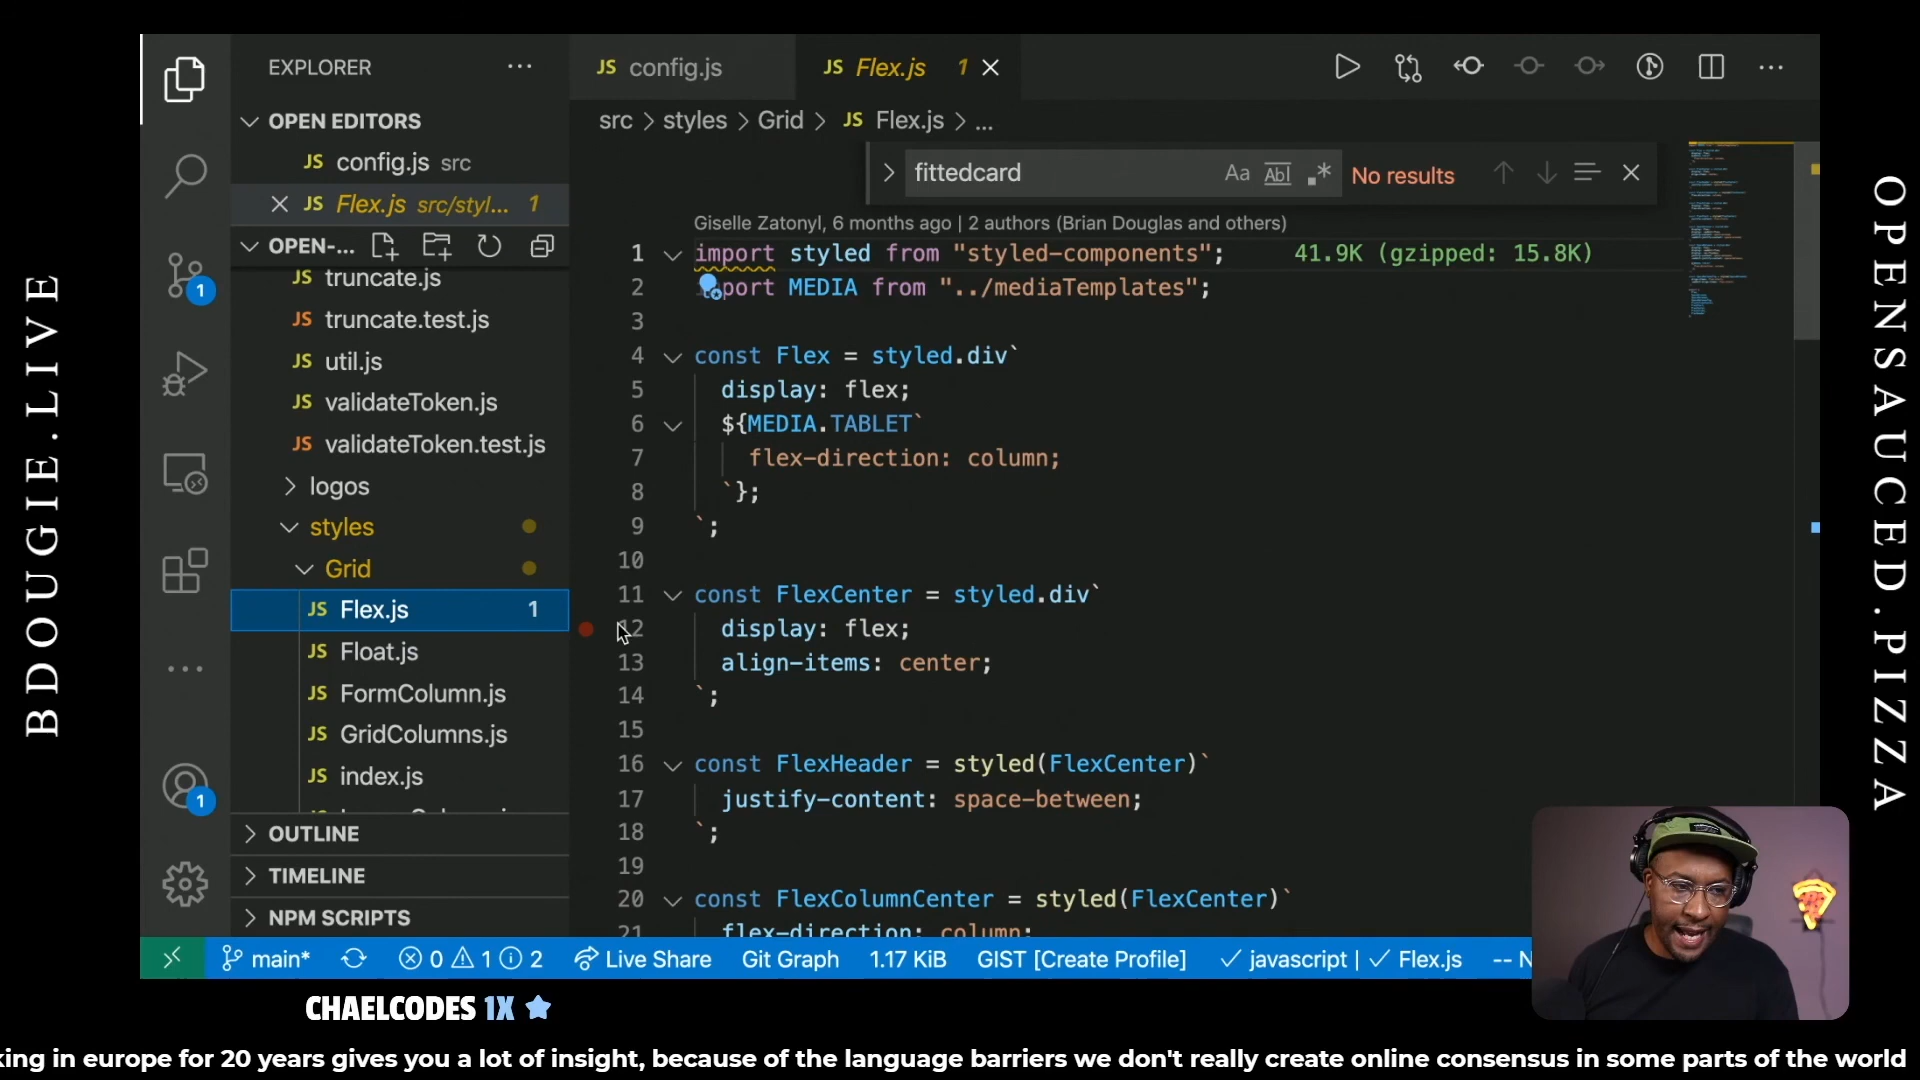 BDOUGIE.LIVE
EXPLORER
OPEN EDITORS
JS config.js src
JS Flex.js src/styl... 1
OPEN-...
JS truncate.js
JS truncate.test.js
JS util.js
JS validateToken.js
JS validateToken.test.js
logos
styles
Grid
JS Flex.js 1
JS Float.js
JS FormColumn.js
JS GridColumns.js
JS index.js
OUTLINE
TIMELINE
NPM SCRIPTS
1
1
JS config.js
JS Flex.js 1
src > styles > Grid > JS Flex.js > ...
fittedcard Aa Abl .* No results
Giselle Zatonyl, 6 months ago | 2 authors (Brian Douglas and others)
1 import styled from "styled-components"; 41.9K (gzipped: 15.8K)
2 port MEDIA from "../mediaTemplates";
3
4 const Flex = styled.div`
5 display: flex;
6 ${MEDIA.TABLET`
7 flex-direction: column;
8 `};
9 `;
10
11 const FlexCenter = styled.div`
12 display: flex;
13 align-items: center;
14 `;
15
16 const FlexHeader = styled(FlexCenter)`
17 justify-content: space-between;
18 `;
19
20 const FlexColumnCenter = styled(FlexCenter)`
21 flex-direction: column;
main* 0 1 2 Live Share Git Graph 1.17 KiB GIST [Create Profile] ✓ javascript | ✓ Flex.js -- N
OPENSAUCED.PIZZA
CHAELCODES 1X
king in europe for 20 years gives you a lot of insight, because of the language barriers we don't really create online consensus in some parts of the world